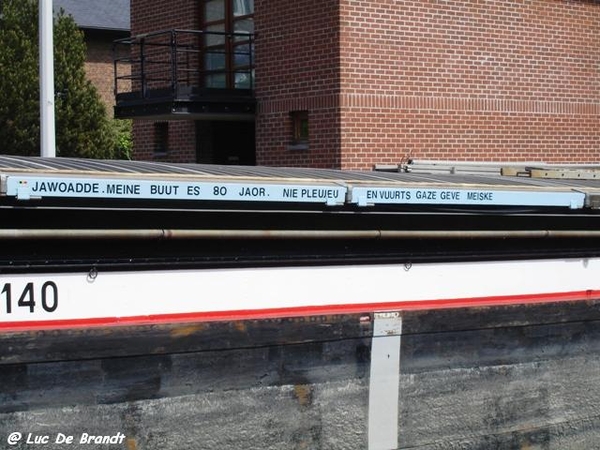 JAWOADDE. MEINE BUUT ES 80 JAOR. NIE PLEUJEU EN VUURTS GAZE GEVE MEISKE
140
@ Luc De Brandt